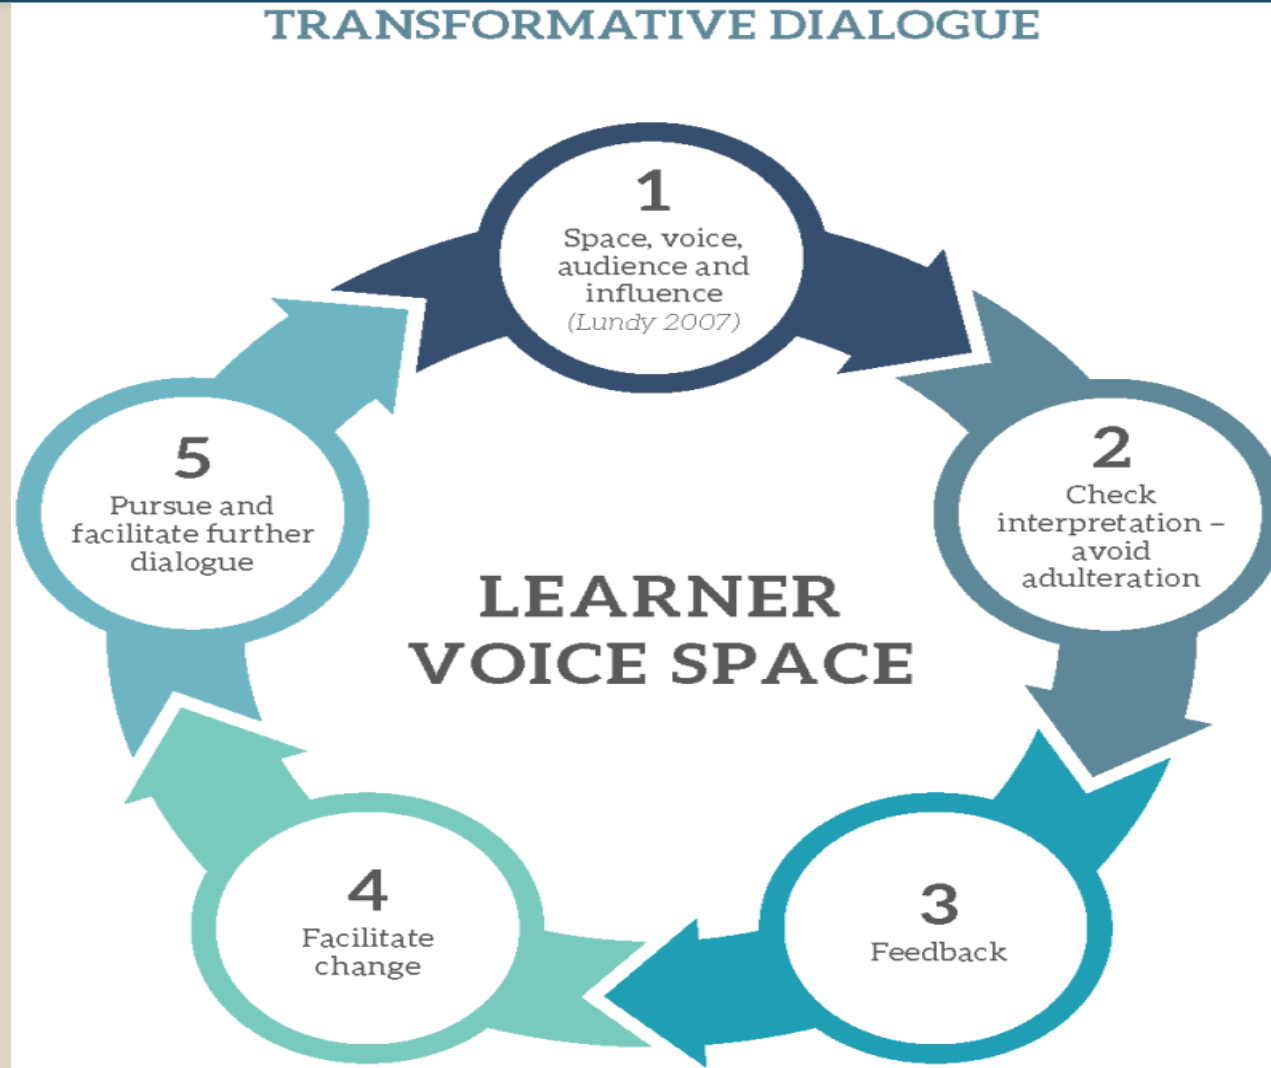 TRANSFORMATIVE DIALOGUE
1
Space, voice,
audience and
influence
(Lundy 2007)
2
Check
interpretation –
avoid
adulteration
3
Feedback
4
Facilitate
change
5
Pursue and
facilitate further
dialogue
LEARNER
VOICE SPACE